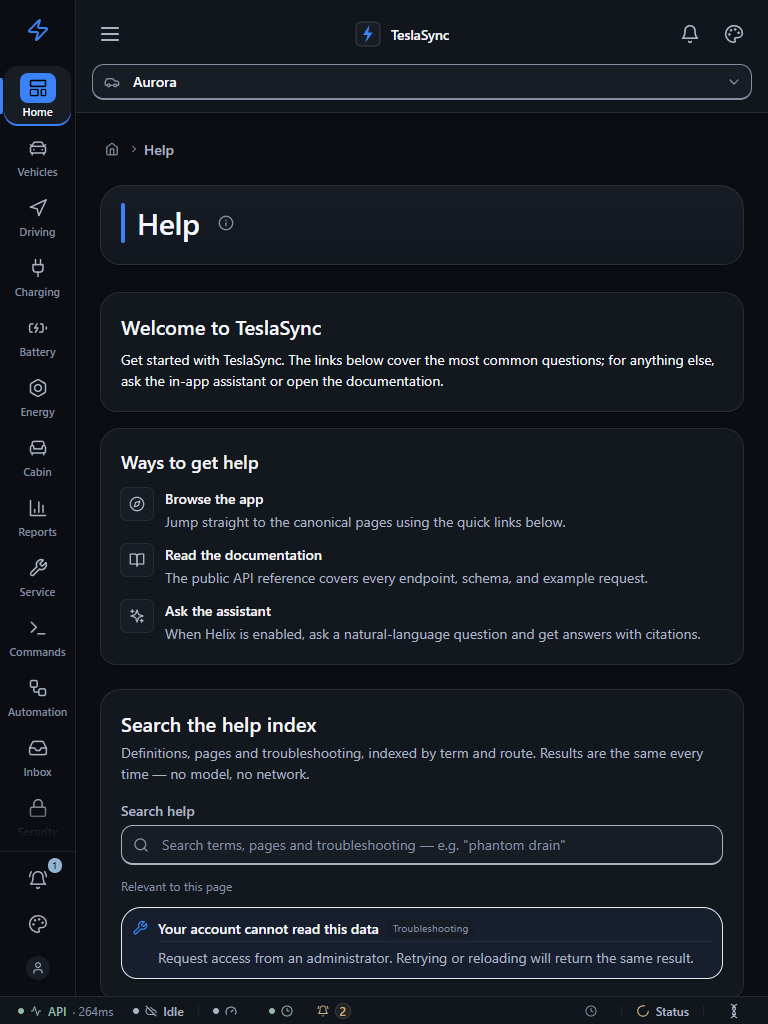 TeslaSync
Aurora
Home
Vehicles
Driving
Charging
Battery
Energy
Cabin
Reports
Service
Commands
Automation
Inbox
Security
1
Help
Help
Welcome to TeslaSync
Get started with TeslaSync. The links below cover the most common questions; for anything else,
ask the in-app assistant or open the documentation.
Ways to get help
Browse the app
Jump straight to the canonical pages using the quick links below.
Read the documentation
The public API reference covers every endpoint, schema, and example request.
Ask the assistant
When Helix is enabled, ask a natural-language question and get answers with citations.
Search the help index
Definitions, pages and troubleshooting, indexed by term and route. Results are the same every
time — no model, no network.
Search help
Search terms, pages and troubleshooting — e.g. "phantom drain"
Relevant to this page
Your account cannot read this data Troubleshooting
Request access from an administrator. Retrying or reloading will return the same result.
API · 264ms Idle 2 Status